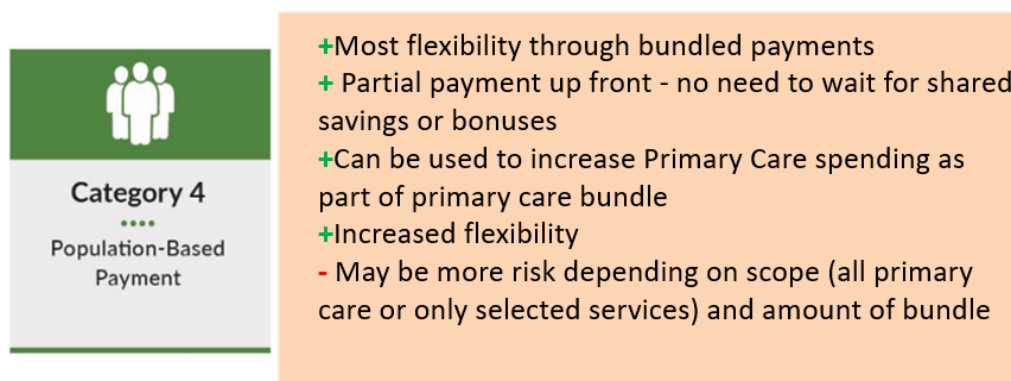 Category 4
Population-Based
Payment
+Most flexibility through bundled payments
+ Partial payment up front - no need to wait for shared
savings or bonuses
+Can be used to increase Primary Care spending as
part of primary care bundle
+Increased flexibility
- May be more risk depending on scope (all primary
care or only selected services) and amount of bundle